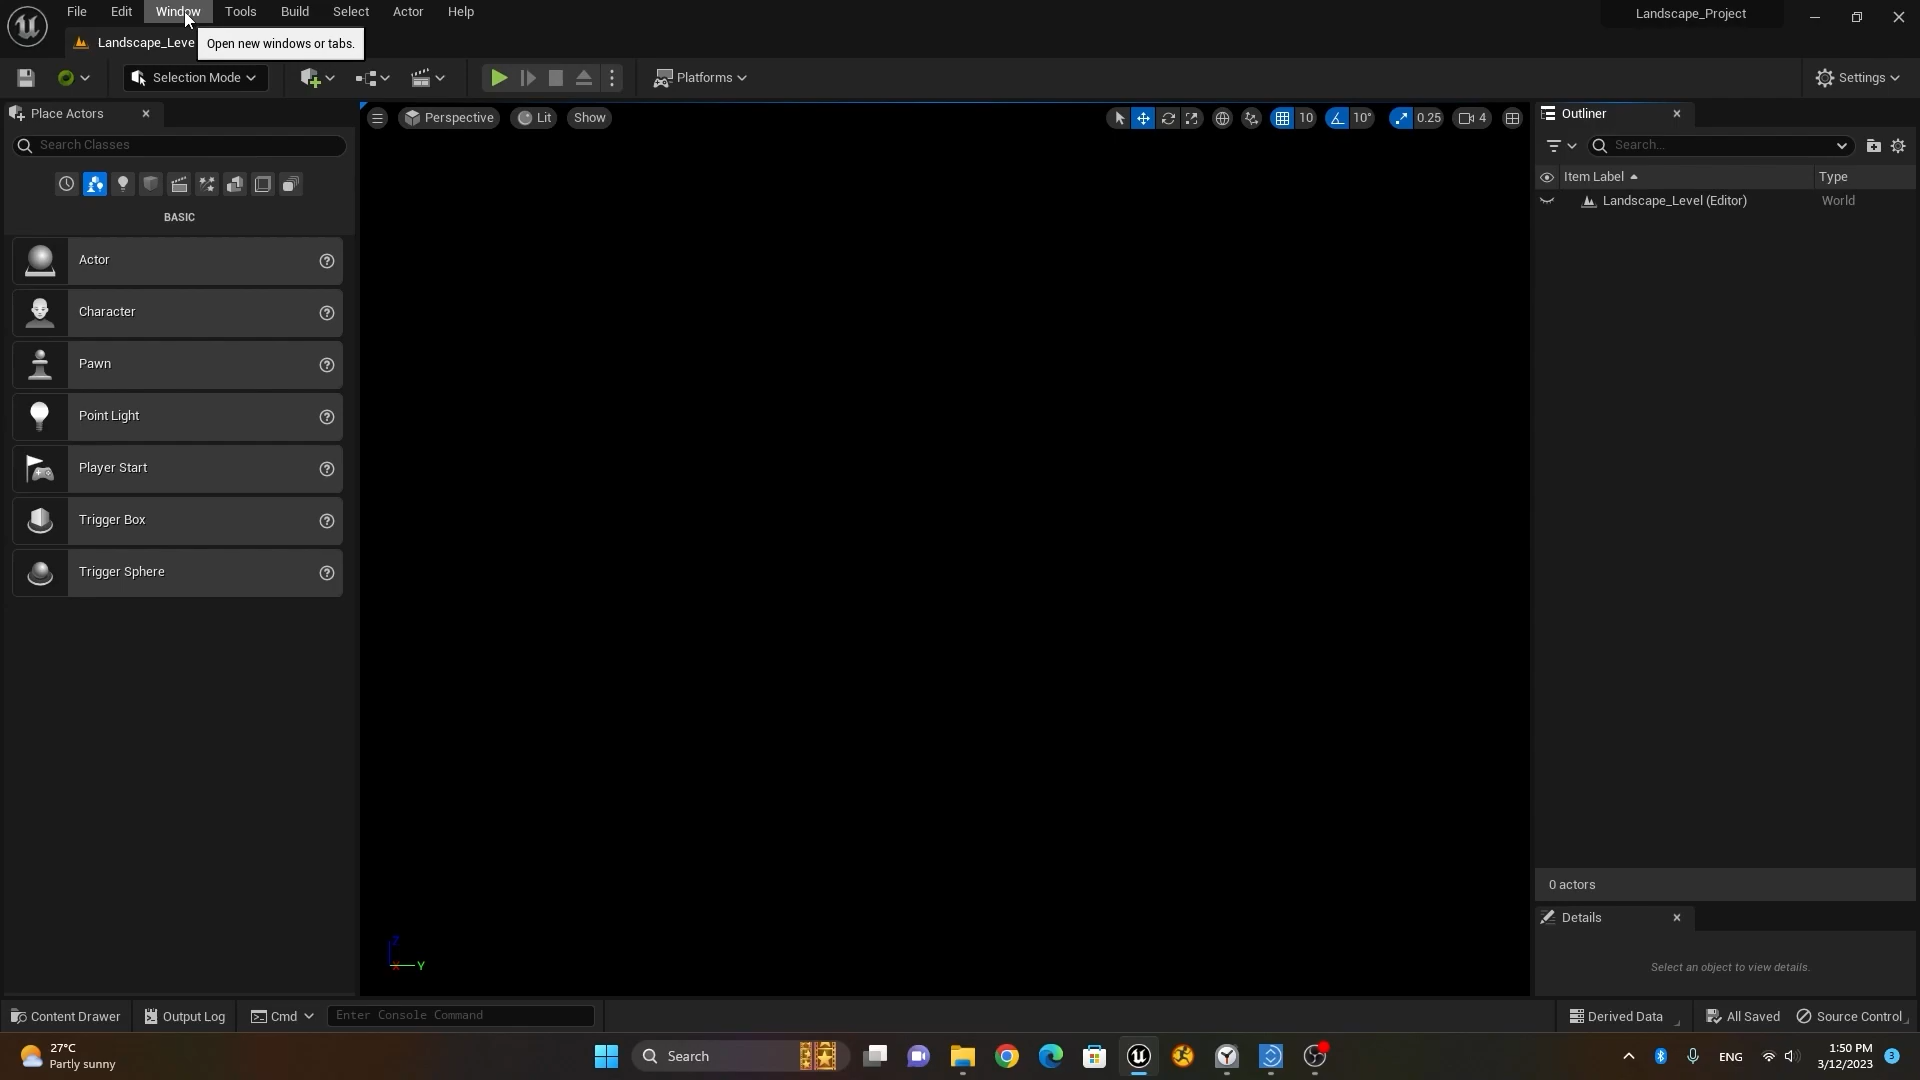 File Edit Window Tools Build Select Actor Help
Landscape_Project
Landscape_Leve
Open new windows or tabs.
Selection Mode
Platforms
Settings
Place Actors
Perspective Lit Show
10 10° 0.25 4
Outliner
Search Classes
Search...
Item Label Type
Landscape_Level (Editor) World
BASIC
Actor
Character
Pawn
Point Light
Player Start
Trigger Box
Trigger Sphere
0 actors
Details
Select an object to view details.
Z
X Y
Content Drawer Output Log Cmd Enter Console Command
Derived Data All Saved Source Control
27°C
Partly sunny
Search
ENG
1:50 PM
3/12/2023
3